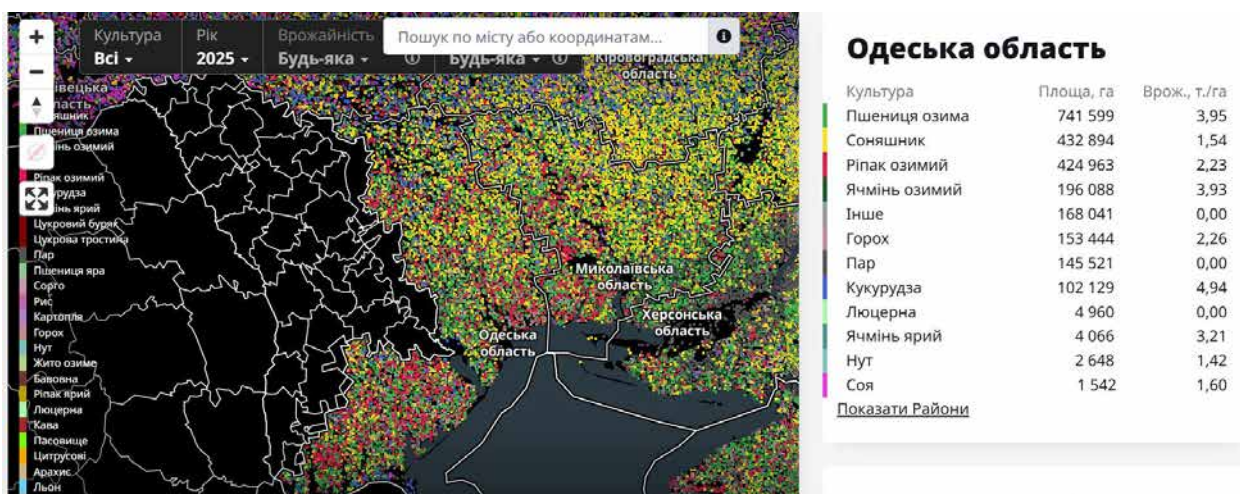 Культура Рік Врожайність
Всі 2025 Будь-яка Будь-яка
Пошук по місту або координатам...
Кіровоградська
область
Пшениця озима
Ріпак озимий
Цукровий буряк
Цукрова тростина
Пар
Пшениця яра
Сорго
Рис
Картопля
Горох
Нут
Жито озиме
Бавовна
Ріпак ярий
Люцерна
Кава
Пасовище
Цитрусові
Арахис
Льон
Миколаївська
область
Херсонська
область
Одеська
область
Одеська область
Культура Площа, га Врож., т./га
Пшениця озима 741 599 3,95
Соняшник 432 894 1,54
Ріпак озимий 424 963 2,23
Ячмінь озимий 196 088 3,93
Інше 168 041 0,00
Горох 153 444 2,26
Пар 145 521 0,00
Кукурудза 102 129 4,94
Люцерна 4 960 0,00
Ячмінь ярий 4 066 3,21
Нут 2 648 1,42
Соя 1 542 1,60
Показати Райони